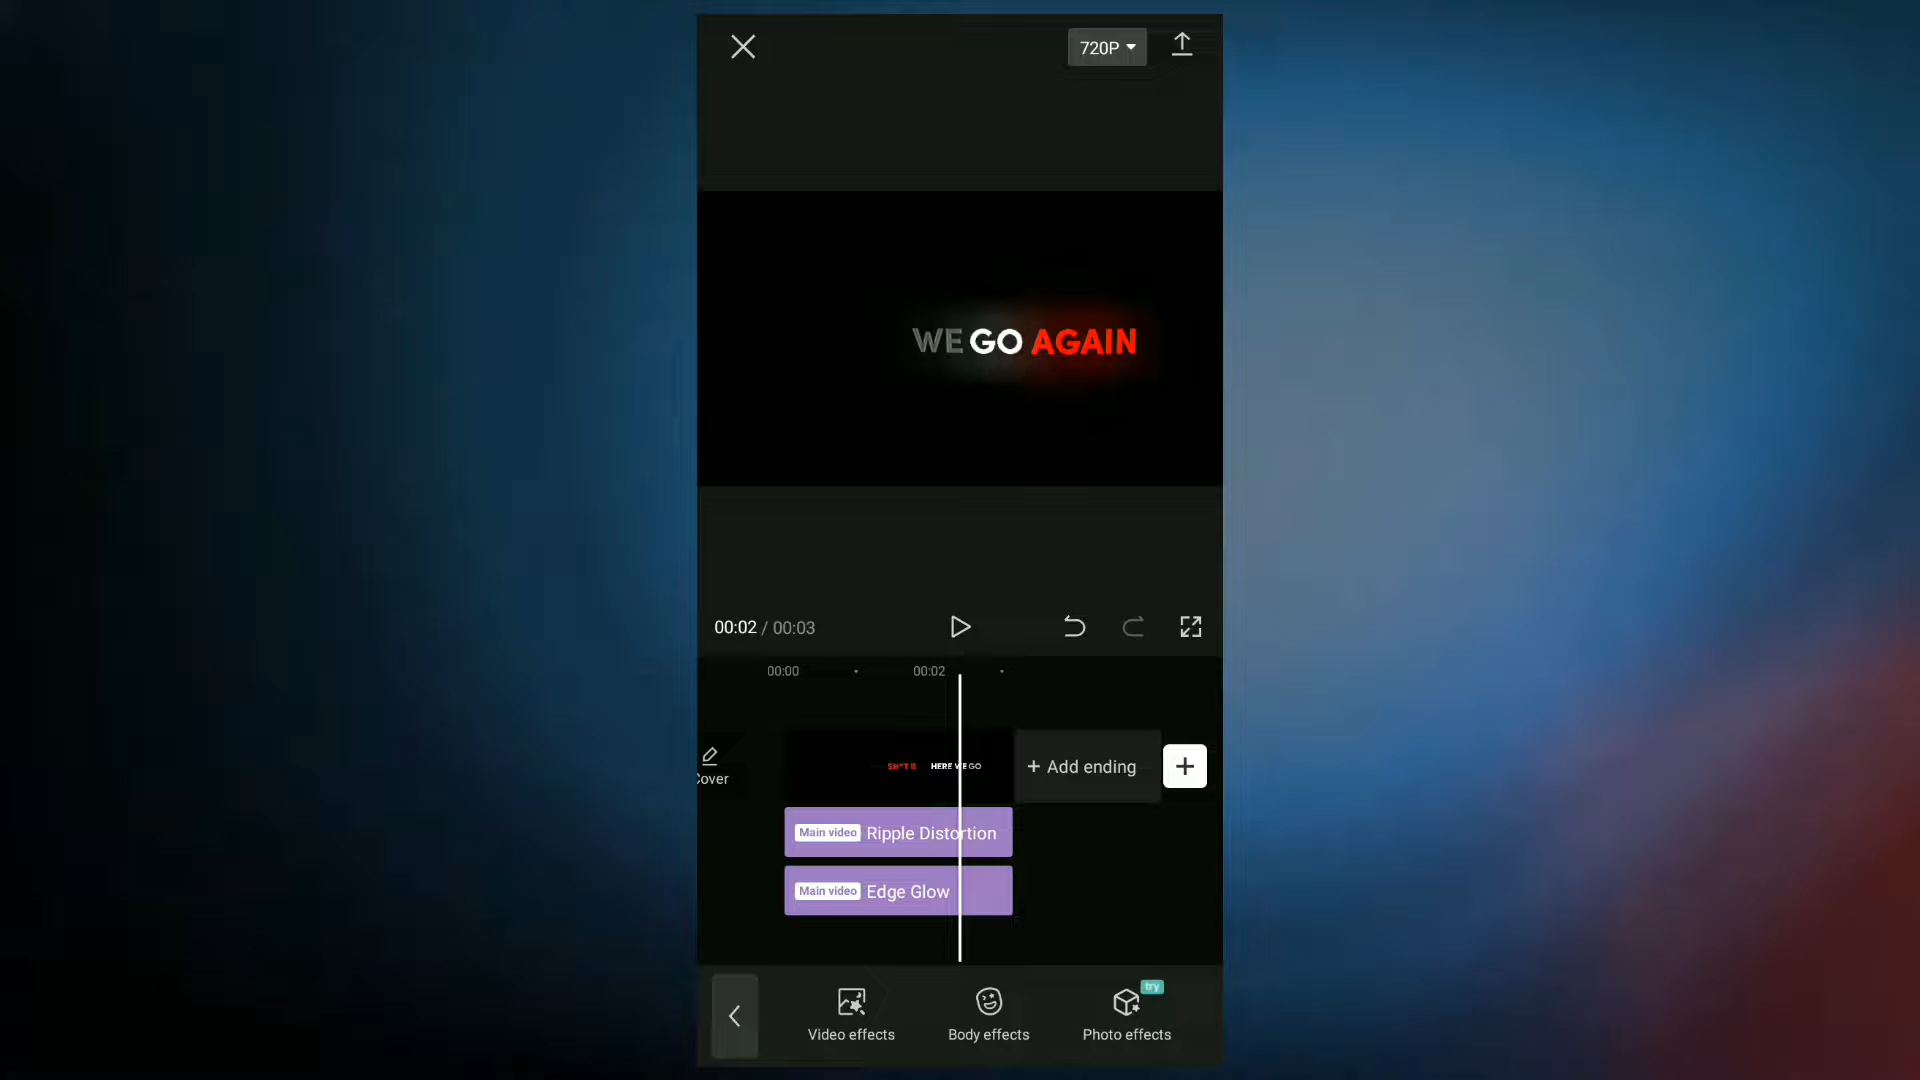 720P
WE GO AGAIN
00:02 / 00:03
00:00
00:02
HERE WE GO
+ Add ending
+
Cover
Main video Ripple Distortion
Main video Edge Glow
try
Video effects
Body effects
Photo effects